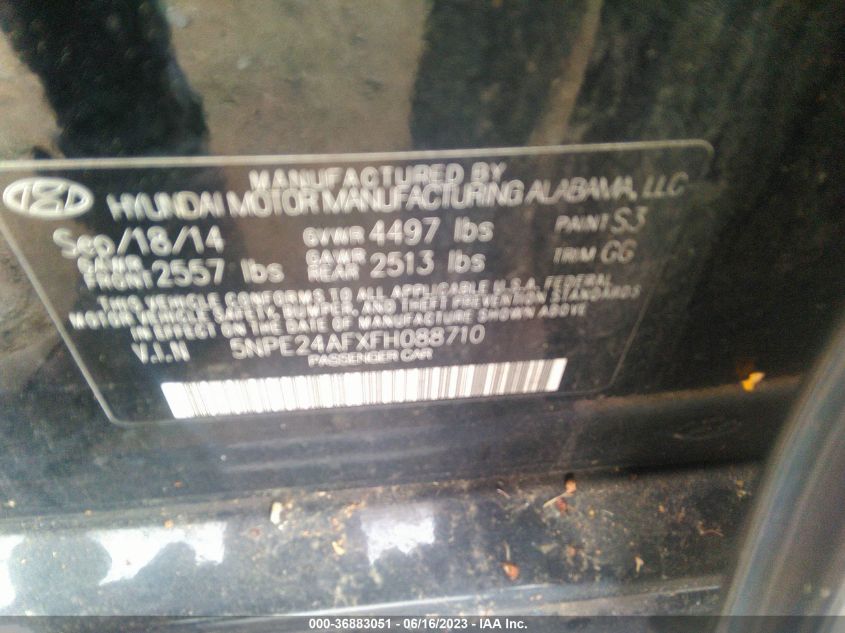 MANUFACTURED BY
HYUNDAI MOTOR MANUFACTURING ALABAMA, LLC
Sep/18/14 GVWR 4497 lbs PAINT S3
GAWR FRONT 2557 lbs GAWR REAR 2513 lbs TRIM GG
THIS VEHICLE CONFORMS TO ALL APPLICABLE U.S.A. FEDERAL
MOTOR VEHICLE SAFETY, BUMPER, AND THEFT PREVENTION STANDARDS
IN EFFECT ON THE DATE OF MANUFACTURE SHOWN ABOVE
V.I.N 5NPE24AFXFH088710
PASSENGER CAR
000-36883051 - 06/16/2023 - IAA Inc.